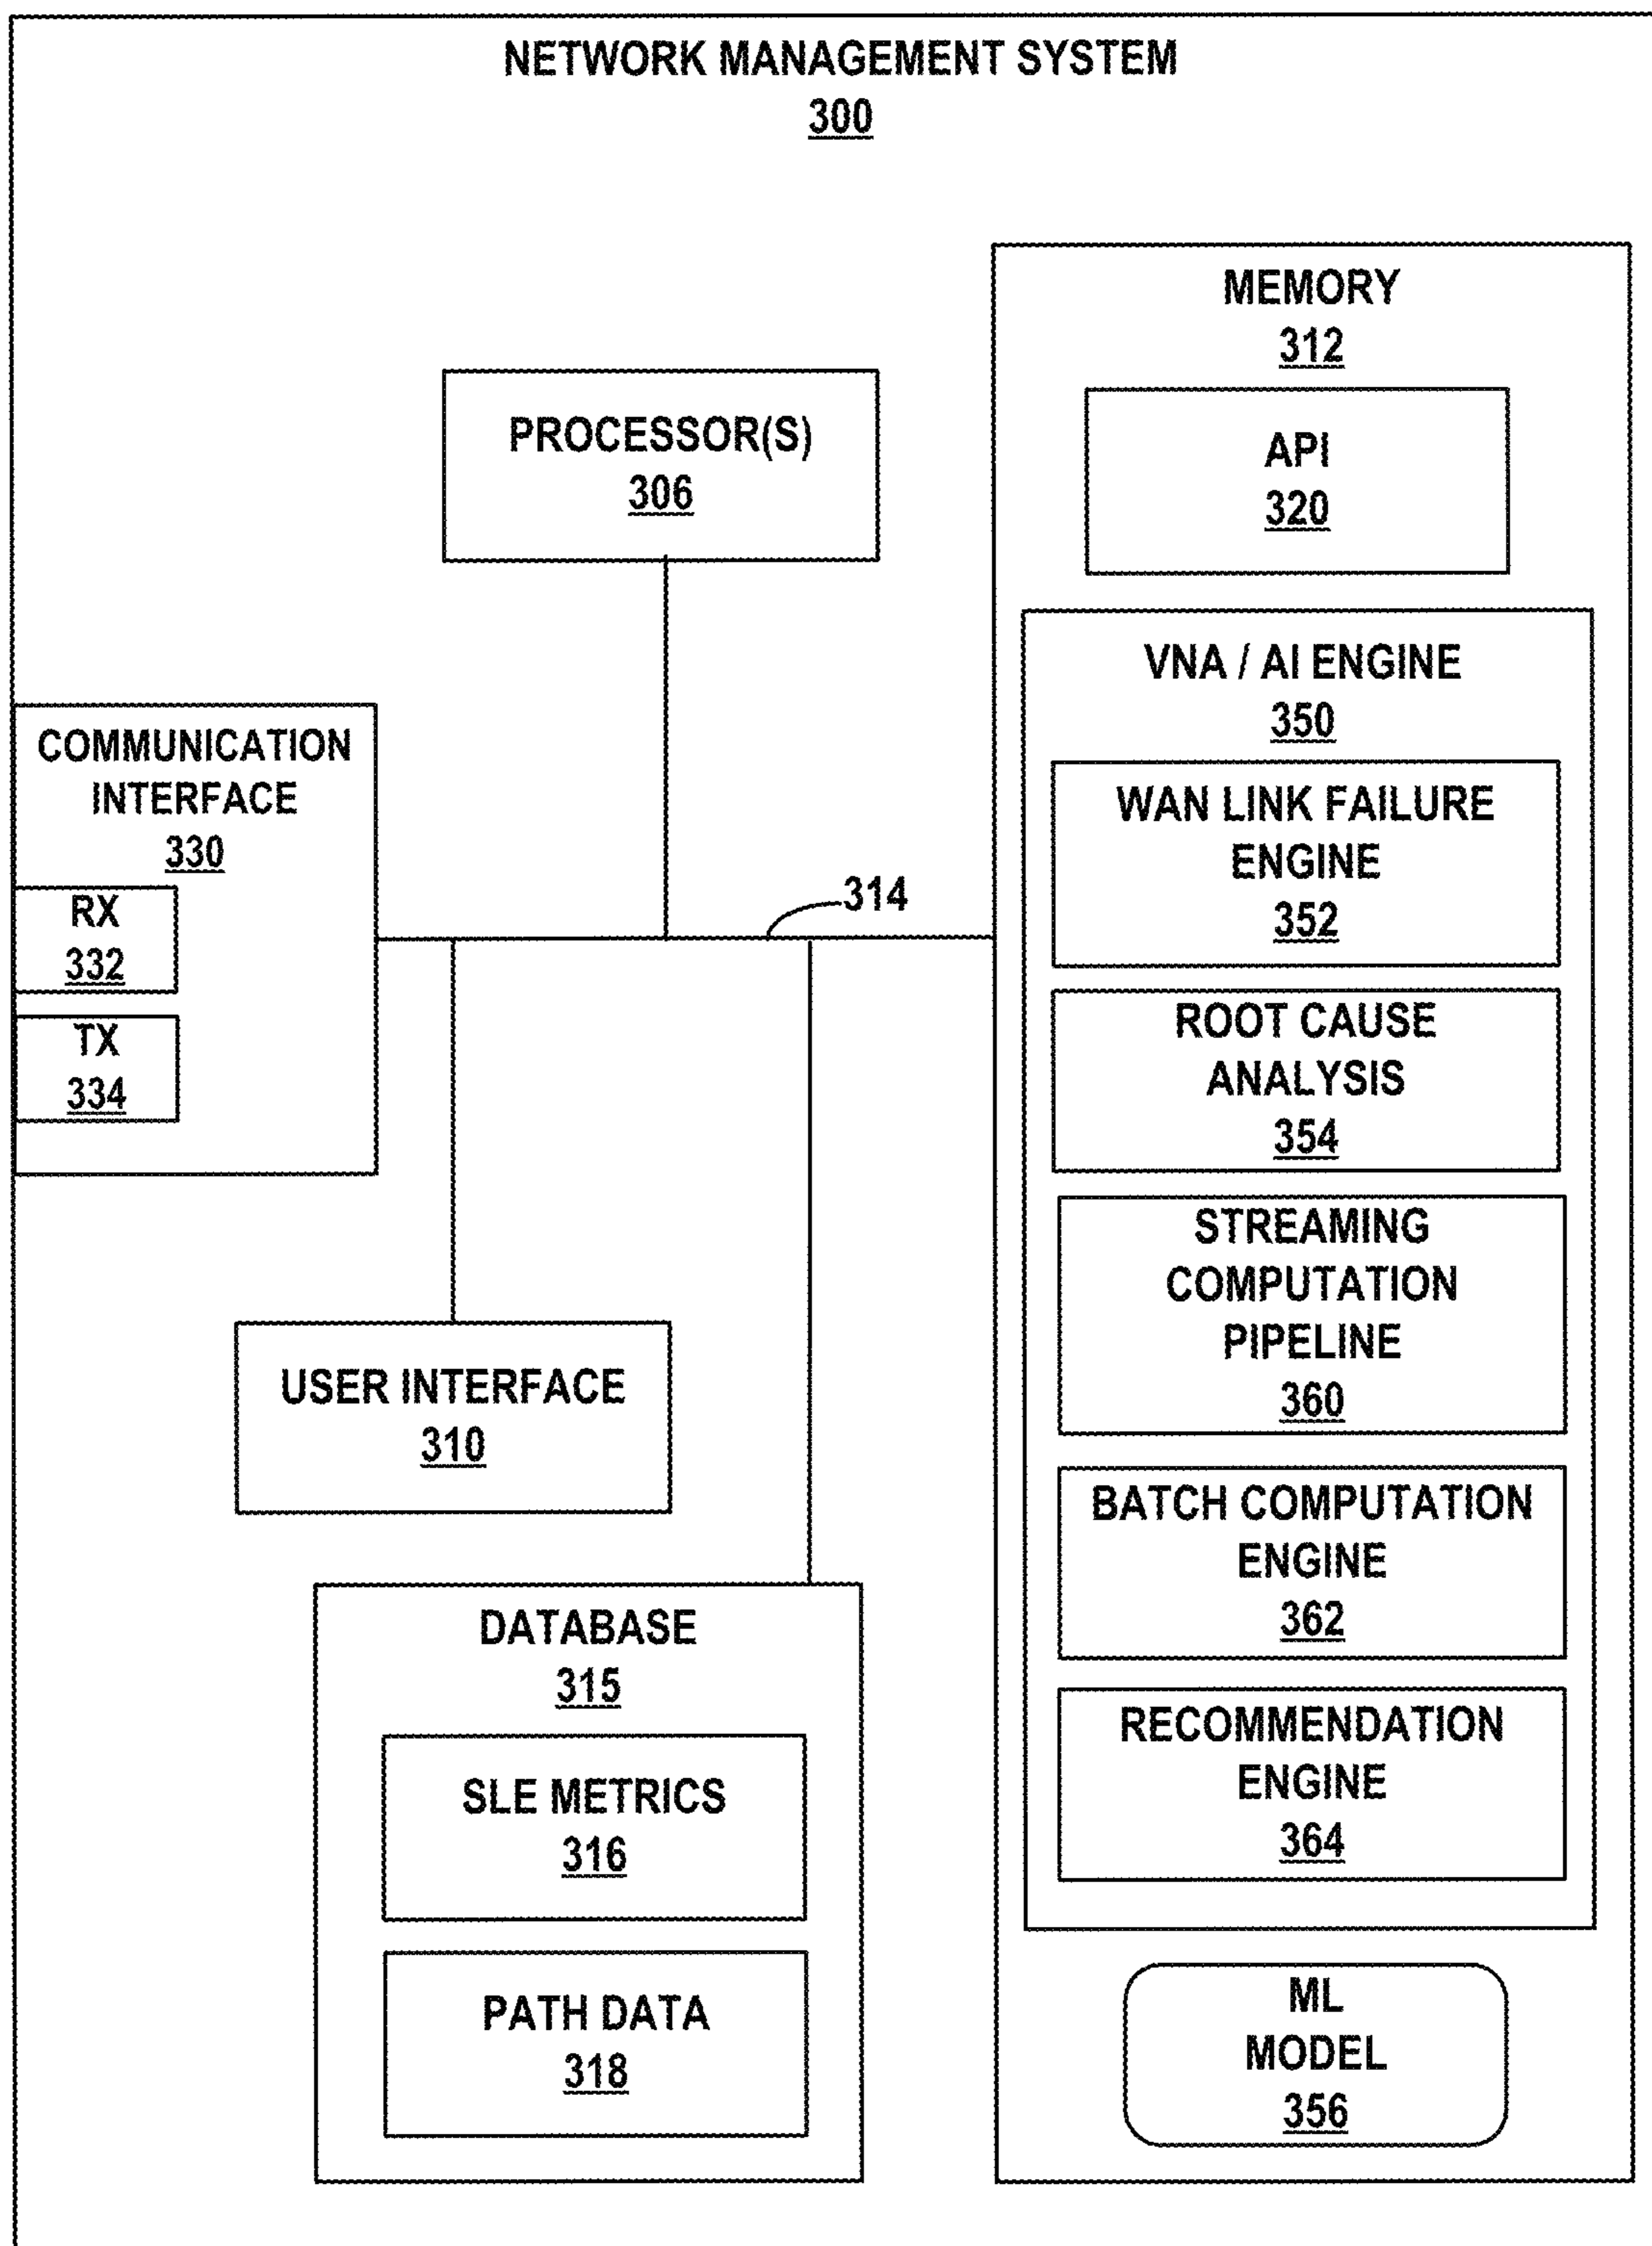 NETWORK MANAGEMENT SYSTEM
300
MEMORY
312
API
320
PROCESSOR(S)
306
VNA / AI ENGINE
350
WAN LINK FAILURE
ENGINE
352
ROOT CAUSE
ANALYSIS
354
STREAMING
COMPUTATION
PIPELINE
360
BATCH COMPUTATION
ENGINE
362
RECOMMENDATION
ENGINE
364
ML
MODEL
356
COMMUNICATION
INTERFACE
330
RX
332
TX
334
314
USER INTERFACE
310
DATABASE
315
SLE METRICS
316
PATH DATA
318